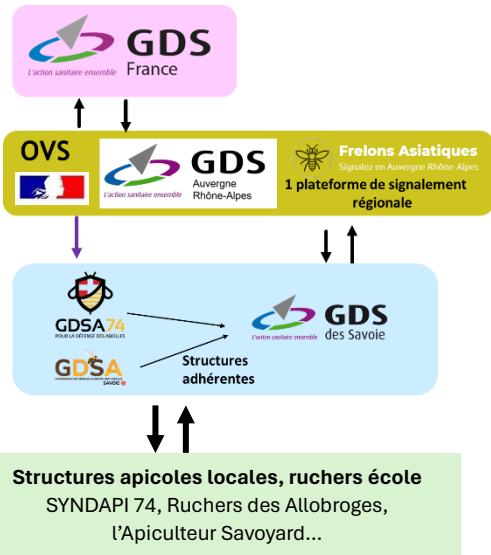 GDS
France
L'action sanitaire ensemble
OVS
GDS
Auvergne
Rhône-Alpes
L'action sanitaire ensemble
Frelons Asiatiques
Signalez en Auvergne Rhône-Alpes
1 plateforme de signalement
régionale
GDSA74
POUR LA DÉFENSE DES ABEILLES
GDSA
SAVOIE
Structures
adhérentes
GDS
des Savoie
L'action sanitaire ensemble
Structures apicoles locales, ruchers école
SYNDAPI 74, Ruchers des Allobroges,
l'Apiculteur Savoyard...